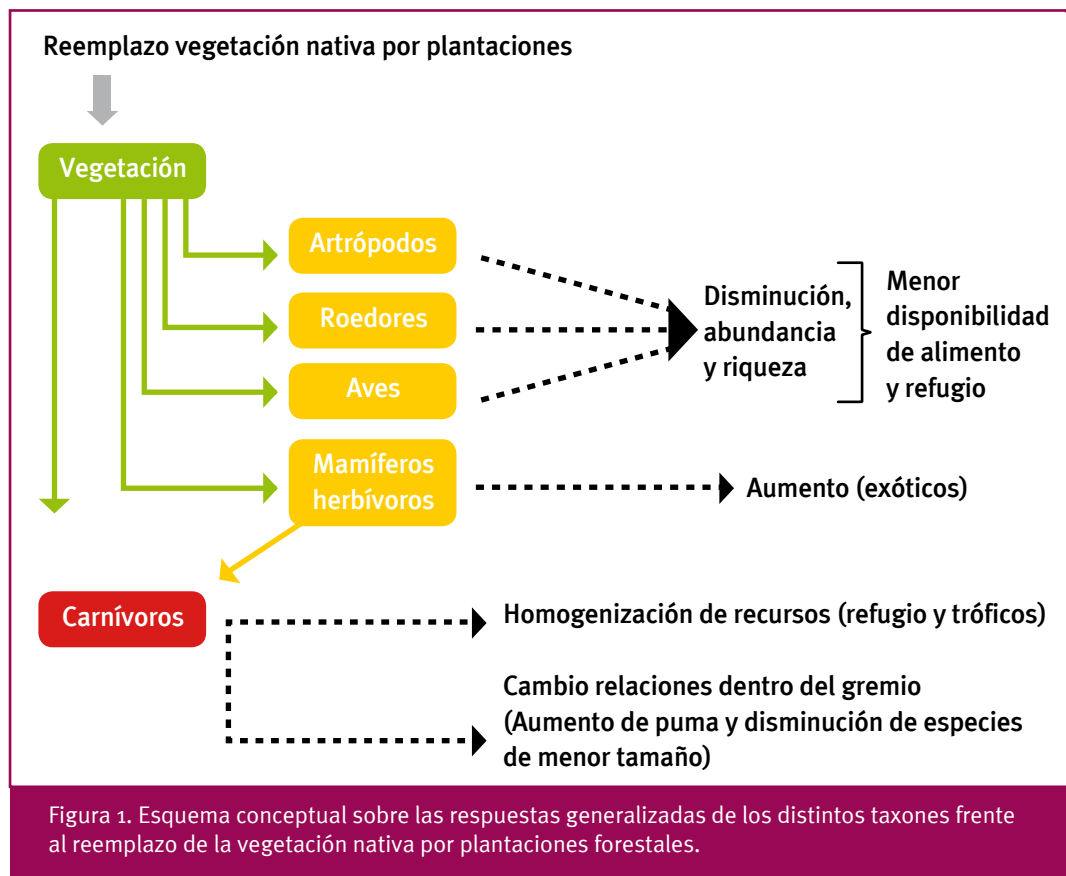 Reemplazo vegetación nativa por plantaciones
Vegetación
Artrópodos
Roedores
Aves
Mamíferos
herbívoros
Disminución,
abundancia
y riqueza
Menor
disponibilidad
de alimento
y refugio
Aumento (exóticos)
Carnívoros
Homogenización de recursos (refugio y tróficos)
Cambio relaciones dentro del gremio
(Aumento de puma y disminución de especies
de menor tamaño)
Figura 1. Esquema conceptual sobre las respuestas generalizadas de los distintos taxones frente
al reemplazo de la vegetación nativa por plantaciones forestales.